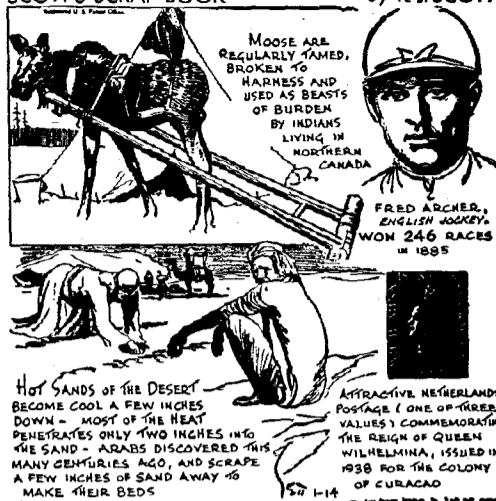 SCOTT'S SCRAP BOOK
MOOSE ARE
REGULARLY TAMED,
BROKEN TO
HARNESS AND
USED AS BEASTS
OF BURDEN
BY INDIANS
LIVING IN
NORTHERN
CANADA
FRED ARCHER,
ENGLISH JOCKEY,
WON 246 RACES
IN 1885
HOT SANDS OF THE DESERT
BECOME COOL A FEW INCHES
DOWN - MOST OF THE HEAT
PENETRATES ONLY TWO INCHES INTO
THE SAND - ARABS DISCOVERED THIS
MANY CENTURIES AGO, AND SCRAPE
A FEW INCHES OF SAND AWAY TO
MAKE THEIR BEDS
1-14
ATTRACTIVE NETHERLAND
POSTAGE (ONE OF THREE
VALUES) COMMEMORATIN
THE REIGN OF QUEEN
WILHELMINA, ISSUED IN
1938 FOR THE COLONY
OF CURACAO